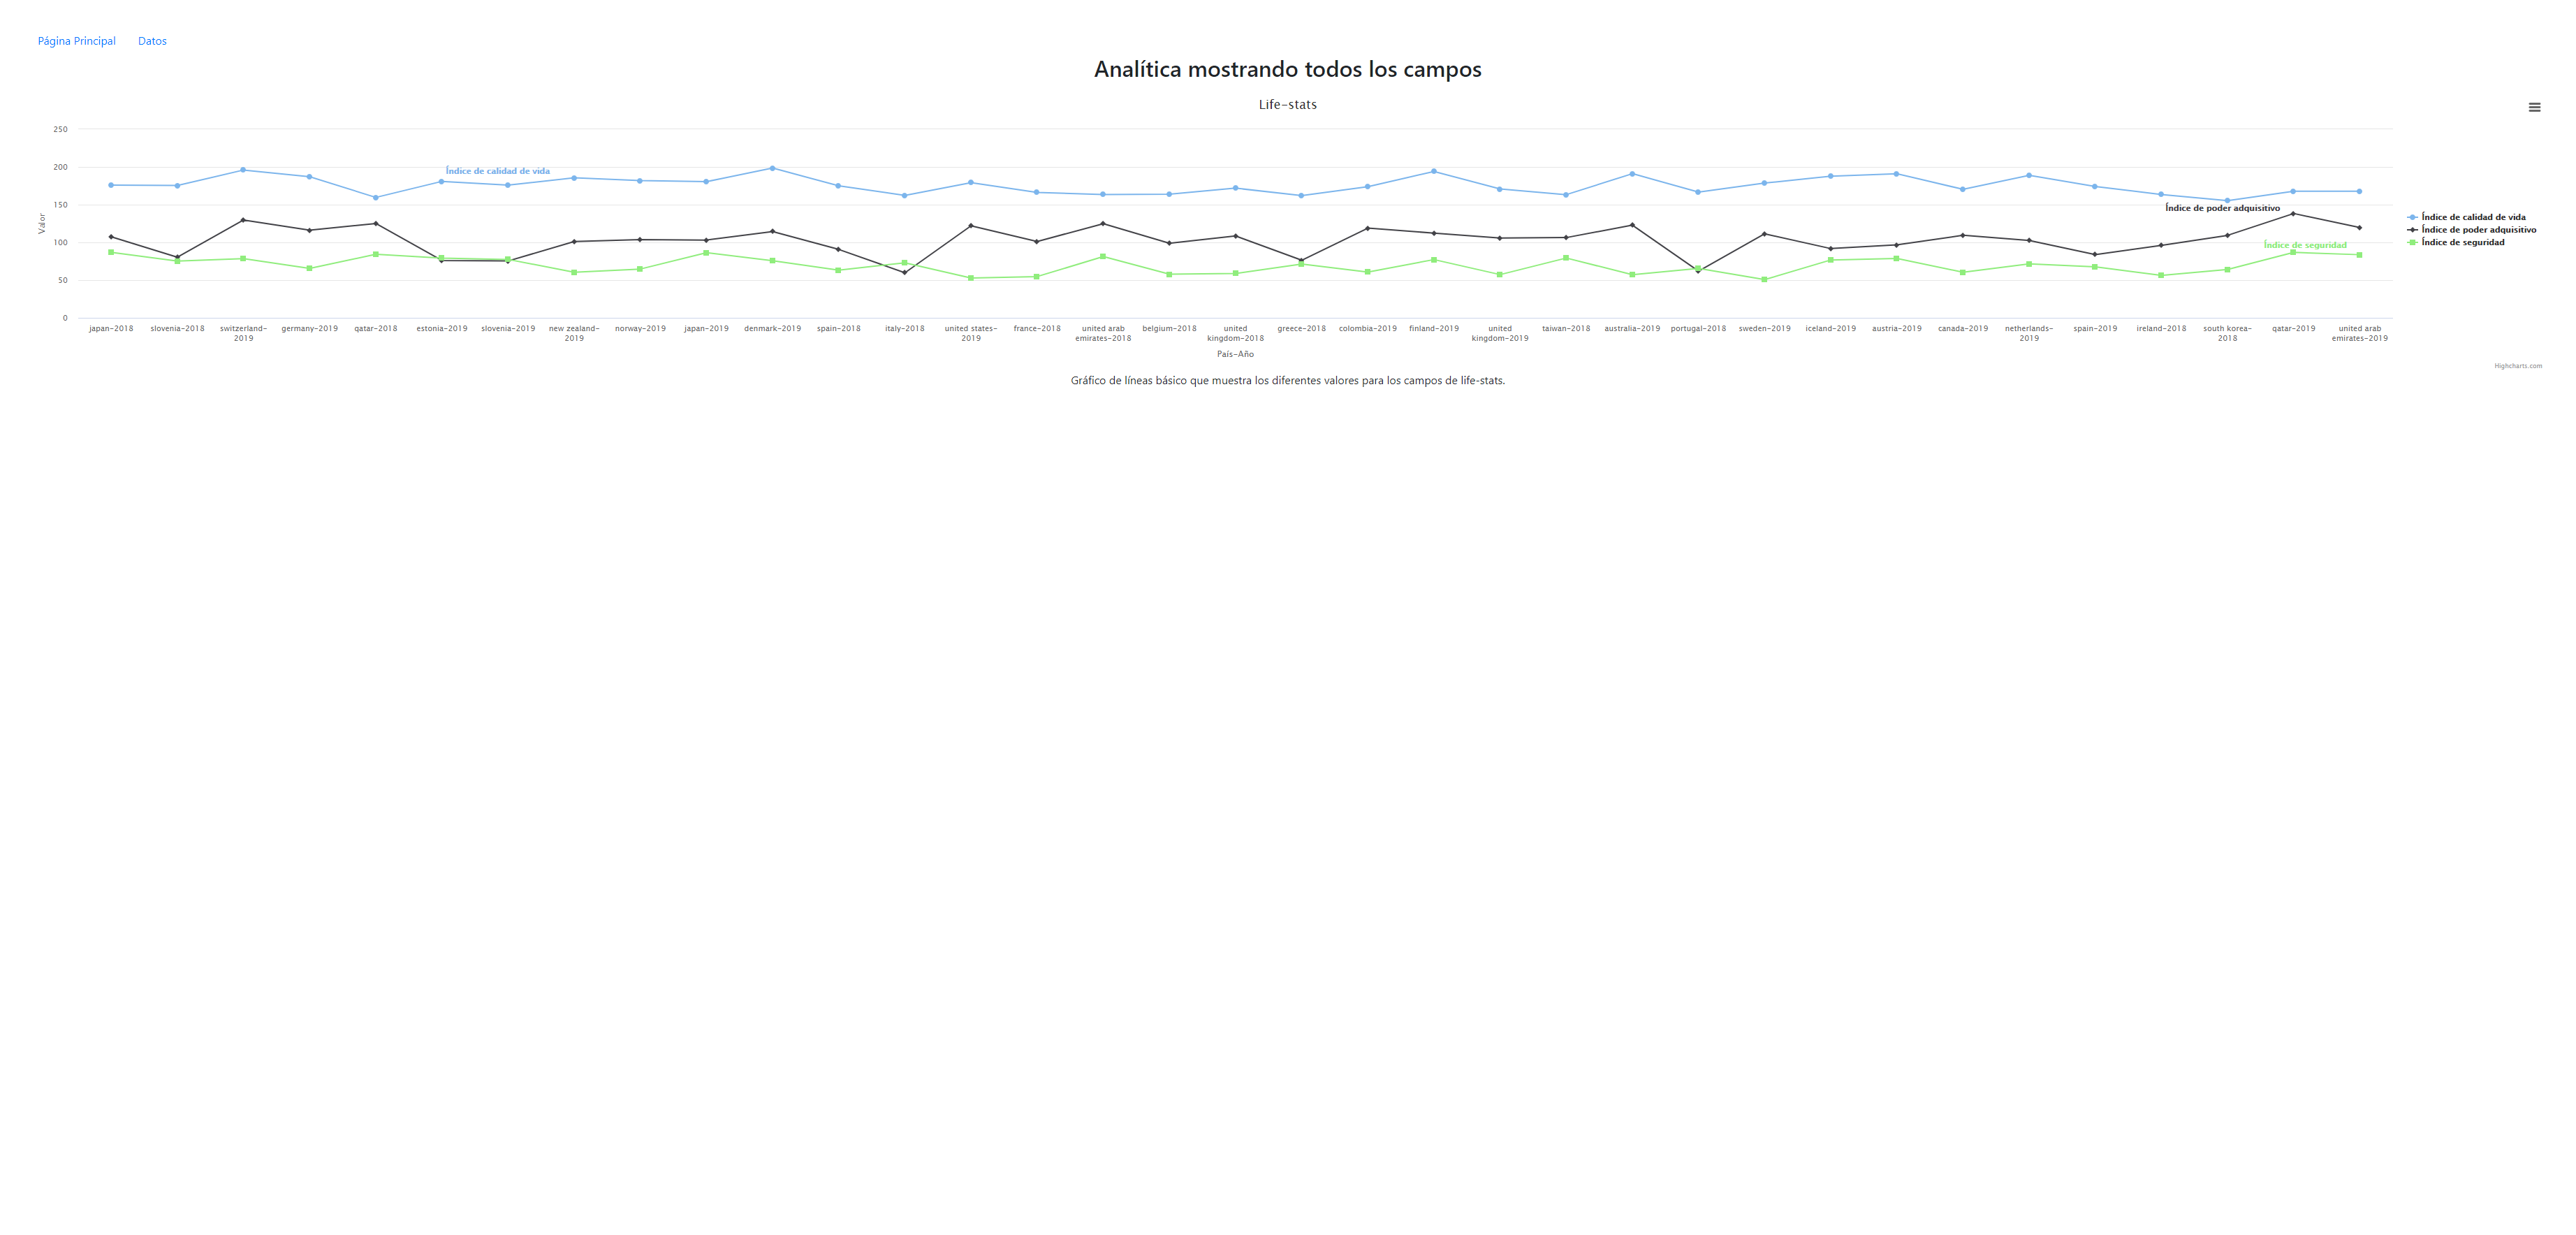 Página Principal Datos
Analítica mostrando todos los campos
Life-stats
250
200
150
100
50
0
Valor
Índice de calidad de vida
Índice de poder adquisitivo
Índice de seguridad
Índice de calidad de vida
Índice de poder adquisitivo
Índice de seguridad
japan-2018
slovenia-2018
switzerland-
2019
germany-2019
qatar-2018
estonia-2019
slovenia-2019
new zealand-
2019
norway-2019
japan-2019
denmark-2019
spain-2018
italy-2018
united states-
2019
france-2018
united arab
emirates-2018
belgium-2018
united
kingdom-2018
greece-2018
colombia-2019
finland-2019
united
kingdom-2019
taiwan-2018
australia-2019
portugal-2018
sweden-2019
iceland-2019
austria-2019
canada-2019
netherlands-
2019
spain-2019
ireland-2018
south korea-
2018
qatar-2019
united arab
emirates-2019
País-Año
Highcharts.com
Gráfico de líneas básico que muestra los diferentes valores para los campos de life-stats.